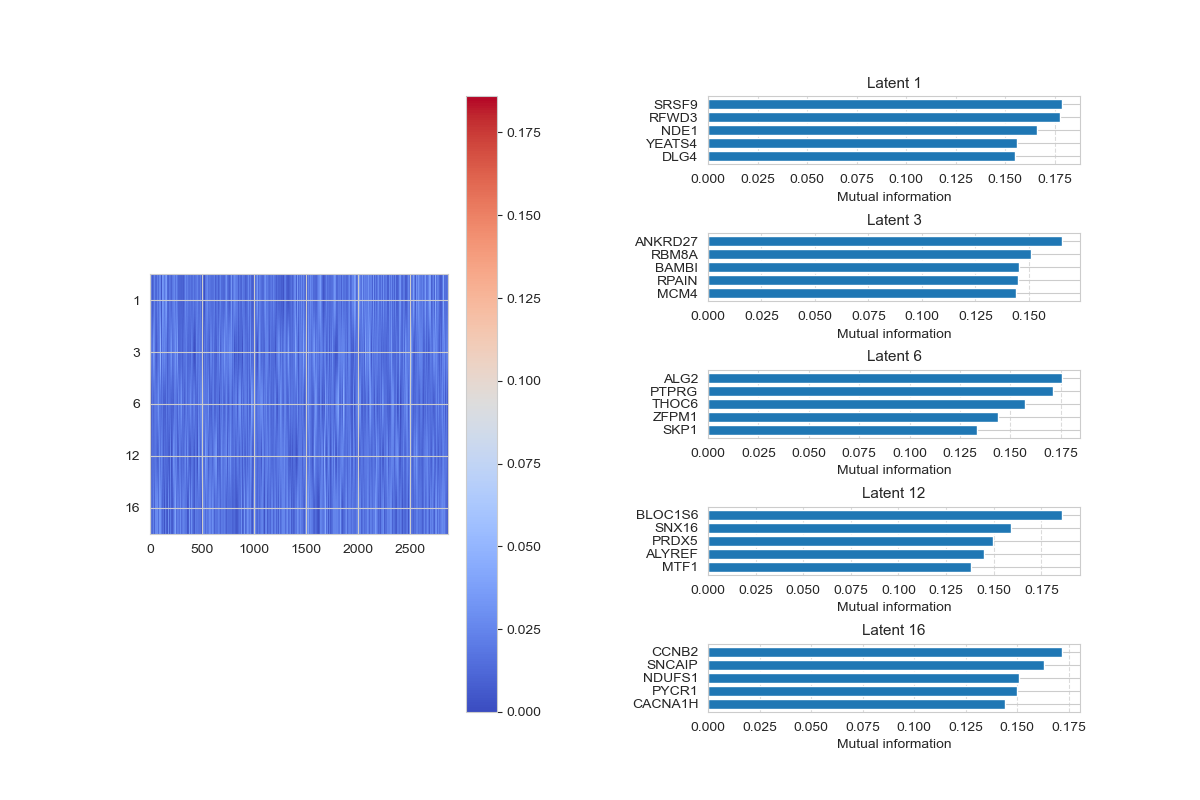 1
3
6
12
16
0 500 1000 1500 2000 2500
0.175
0.150
0.125
0.100
0.075
0.050
0.025
0.000
Latent 1
SRSF9
RFWD3
NDE1
YEATS4
DLG4
0.000 0.025 0.050 0.075 0.100 0.125 0.150 0.175
Mutual information
Latent 3
ANKRD27
RBM8A
BAMBI
RPAIN
MCM4
0.000 0.025 0.050 0.075 0.100 0.125 0.150
Mutual information
Latent 6
ALG2
PTPRG
THOC6
ZFPM1
SKP1
0.000 0.025 0.050 0.075 0.100 0.125 0.150 0.175
Mutual information
Latent 12
BLOC1S6
SNX16
PRDX5
ALYREF
MTF1
0.000 0.025 0.050 0.075 0.100 0.125 0.150 0.175
Mutual information
Latent 16
CCNB2
SNCAIP
NDUFS1
PYCR1
CACNA1H
0.000 0.025 0.050 0.075 0.100 0.125 0.150 0.175
Mutual information